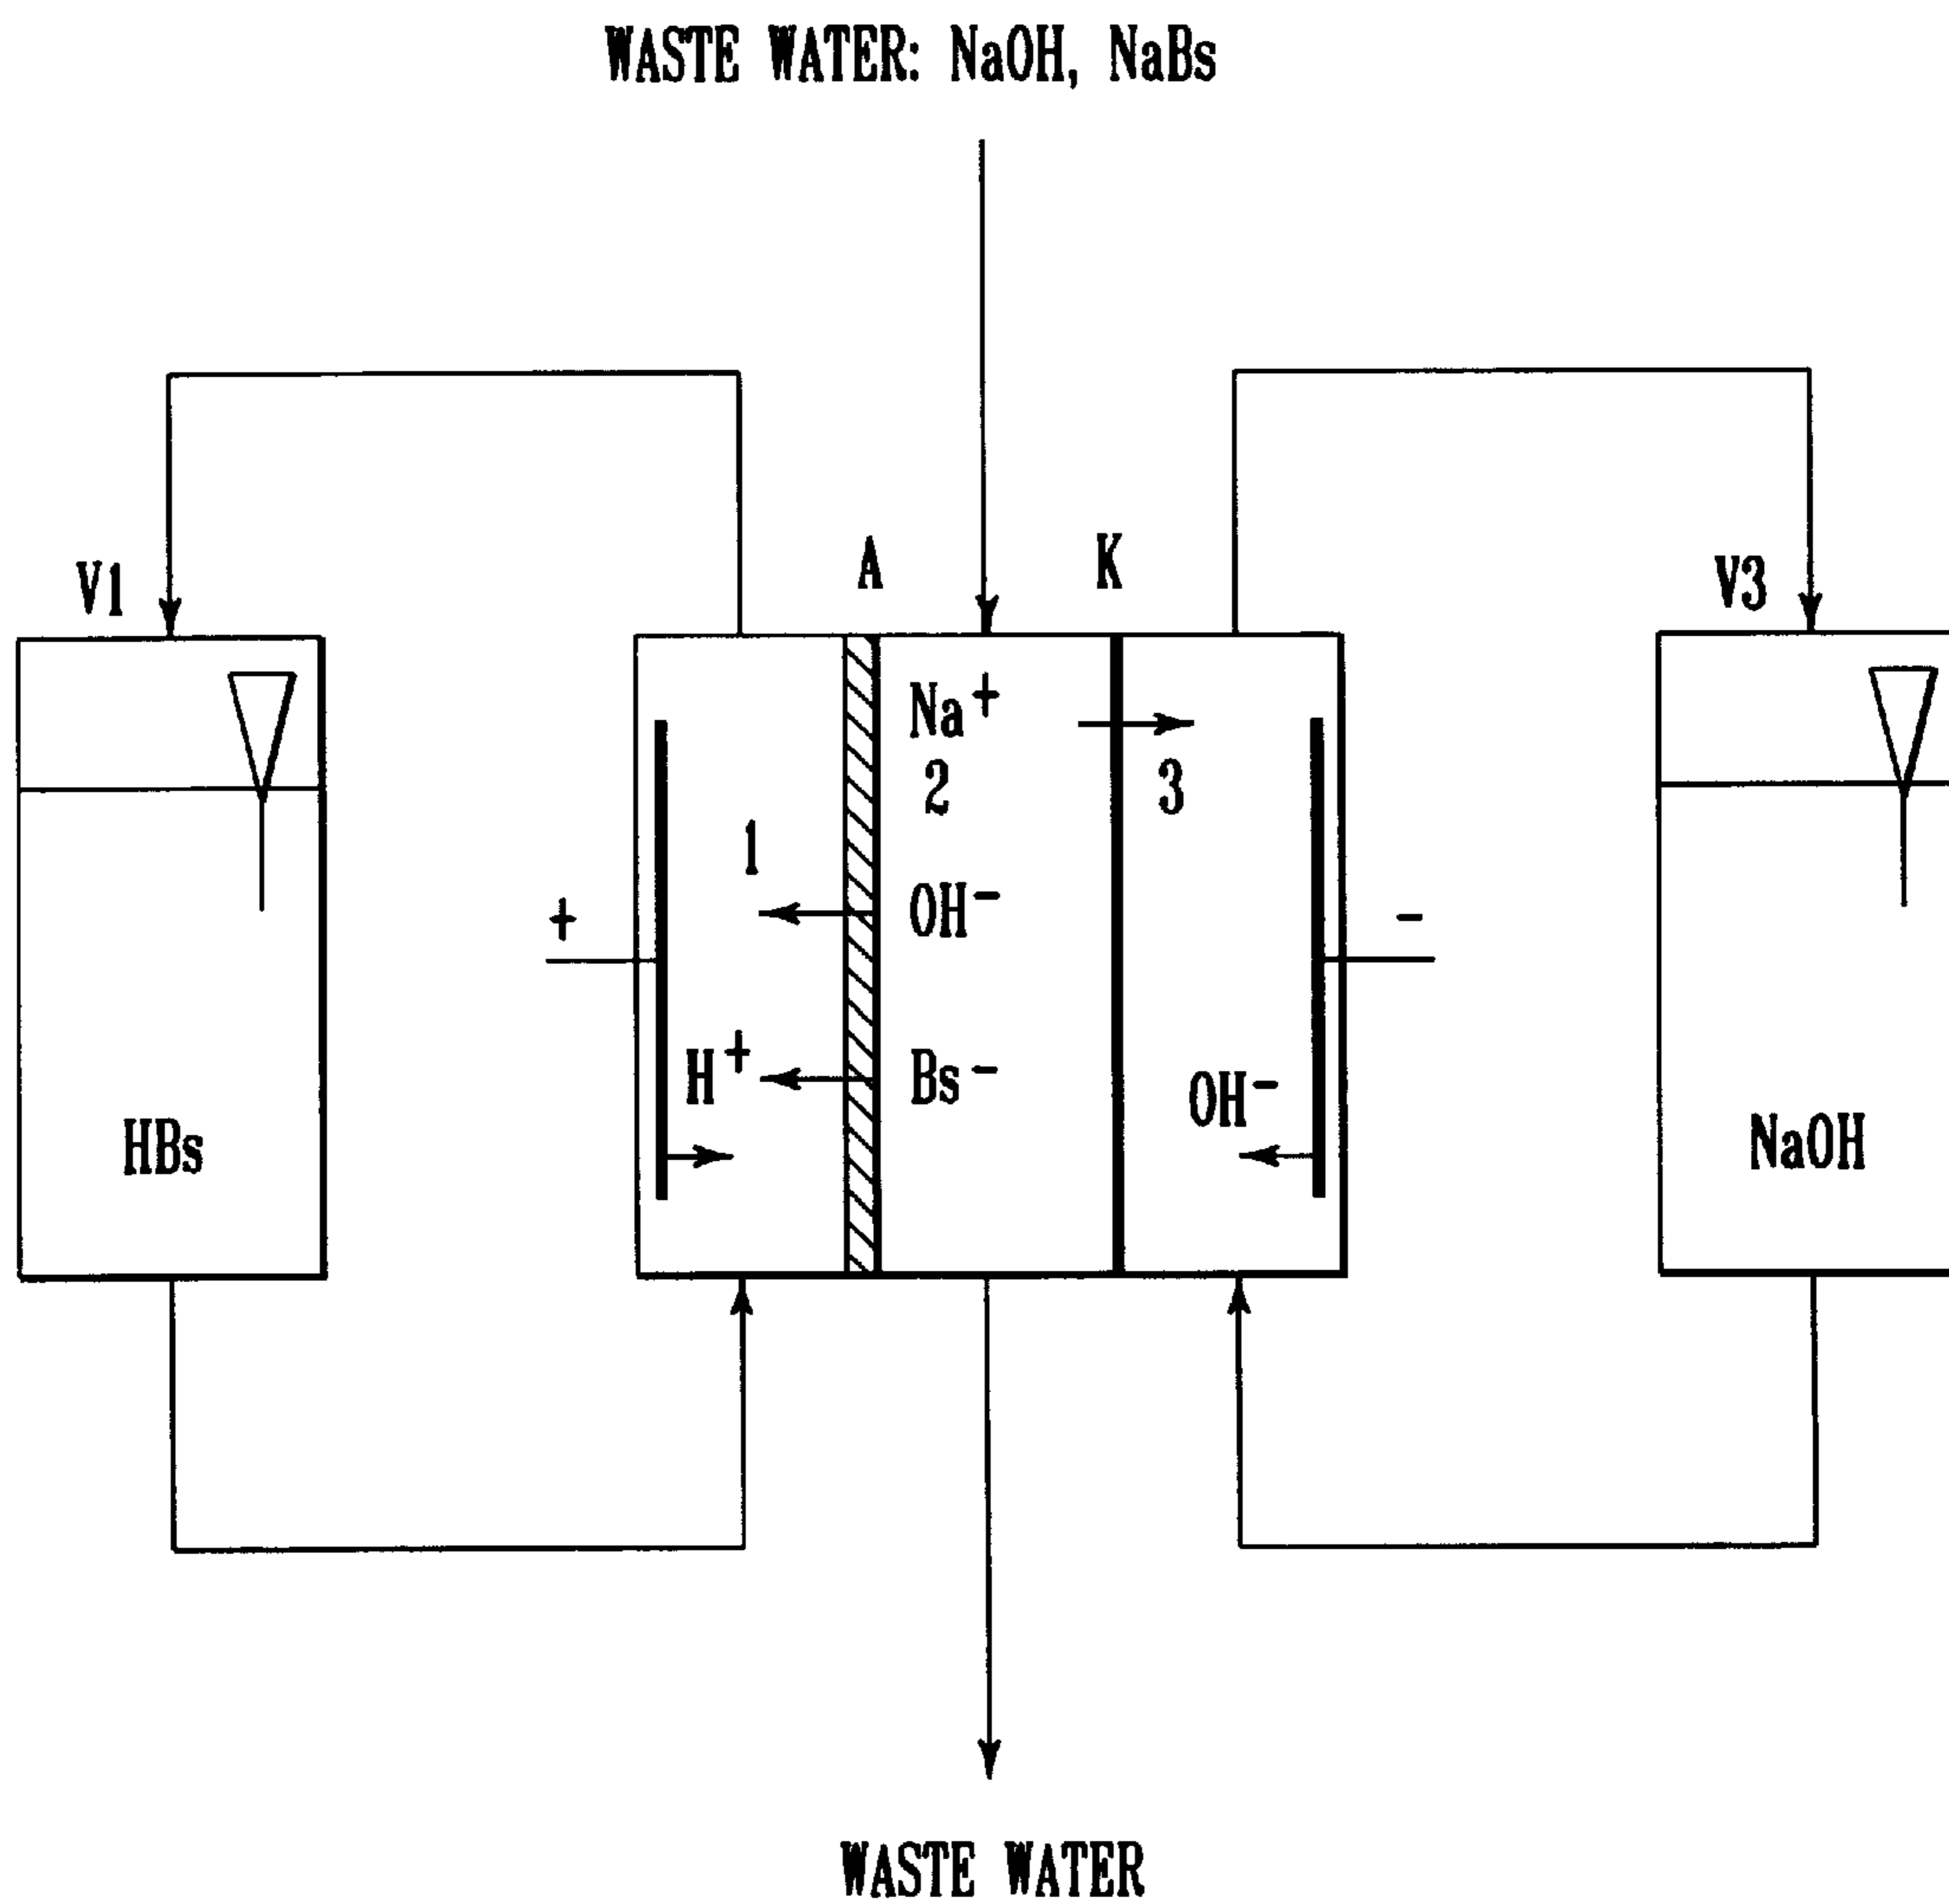 WASTE WATER: NaOH, NaBs
A
K
V1
V3
Na+
2
3
1
OH-
+
-
H+
Bs-
OH-
HBs
NaOH
WASTE WATER